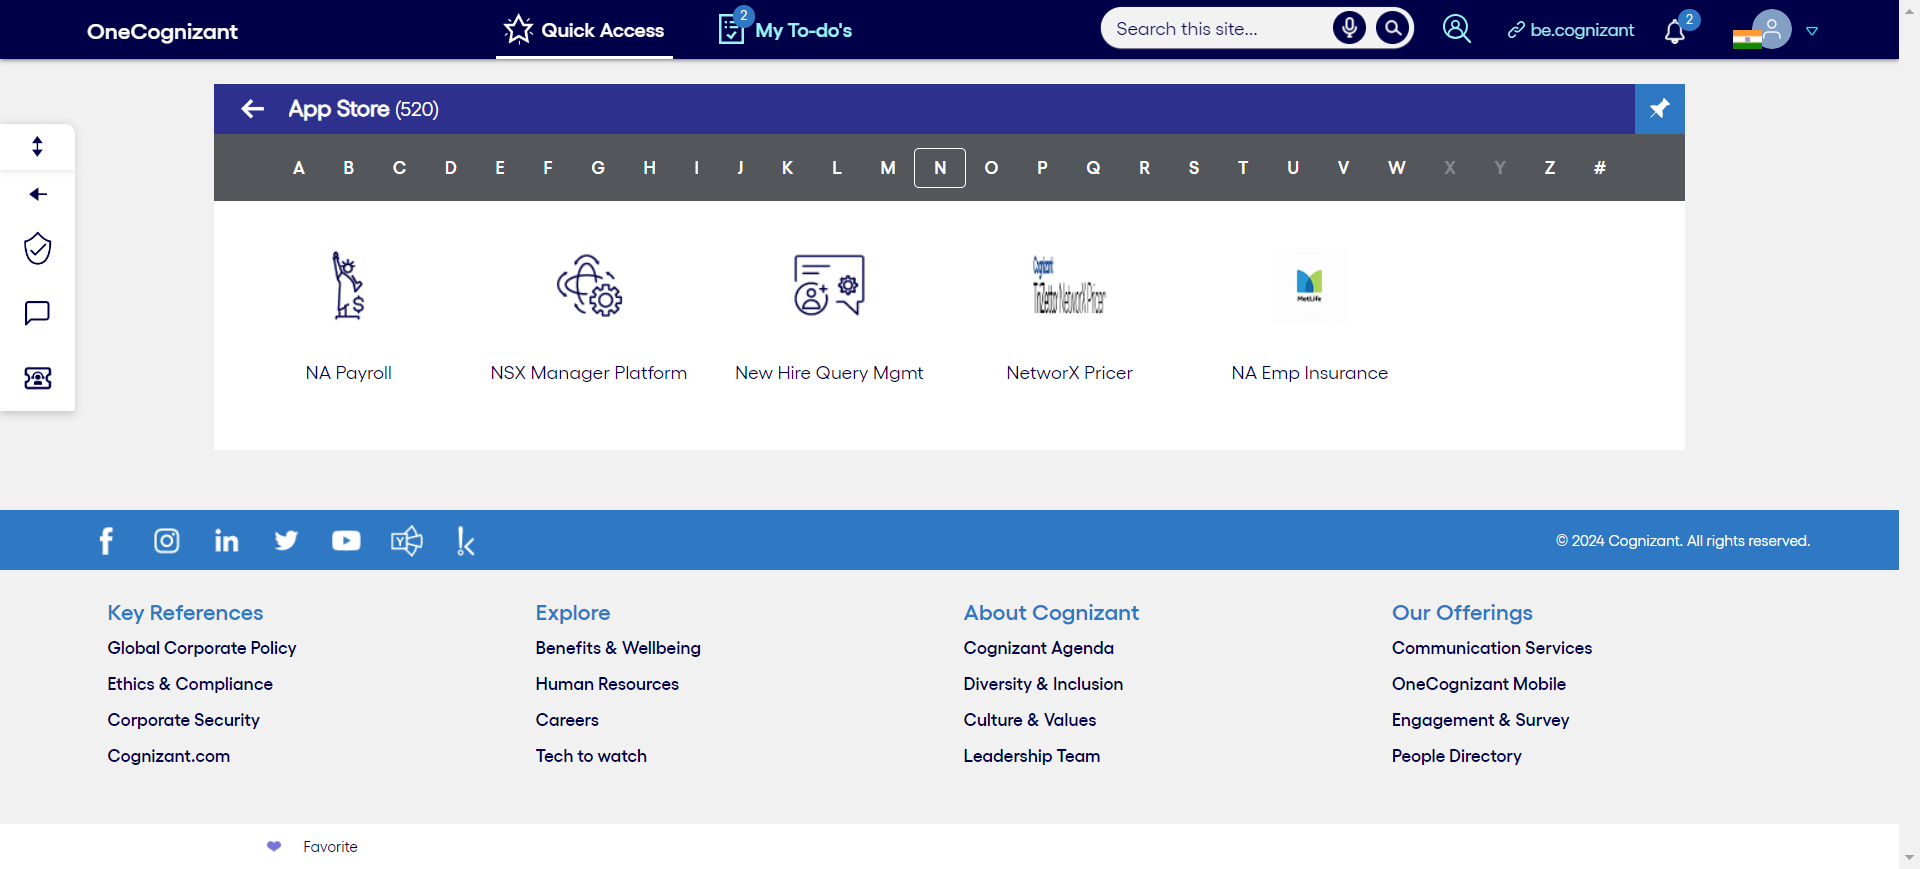 OneCognizant
Quick Access
2
My To-do's
Search this site...
be.cognizant
2
App Store (520)
A B C D E F G H I J K L M N O P Q R S T U V W X Y Z #
$
Cognizant
TriZetto NetworX Pricer
MetLife
NA Payroll
NSX Manager Platform
New Hire Query Mgmt
NetworX Pricer
NA Emp Insurance
© 2024 Cognizant. All rights reserved.
Key References
Global Corporate Policy
Ethics & Compliance
Corporate Security
Cognizant.com
Explore
Benefits & Wellbeing
Human Resources
Careers
Tech to watch
About Cognizant
Cognizant Agenda
Diversity & Inclusion
Culture & Values
Leadership Team
Our Offerings
Communication Services
OneCognizant Mobile
Engagement & Survey
People Directory
Favorite